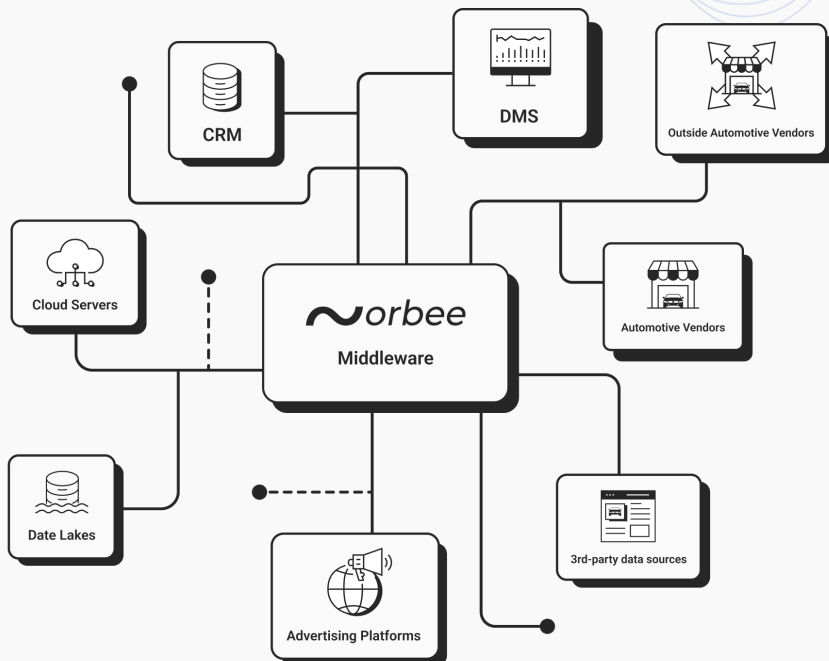 CRM
DMS
Outside Automotive Vendors
Cloud Servers
orbee
Middleware
Automotive Vendors
Date Lakes
3rd-party data sources
Advertising Platforms